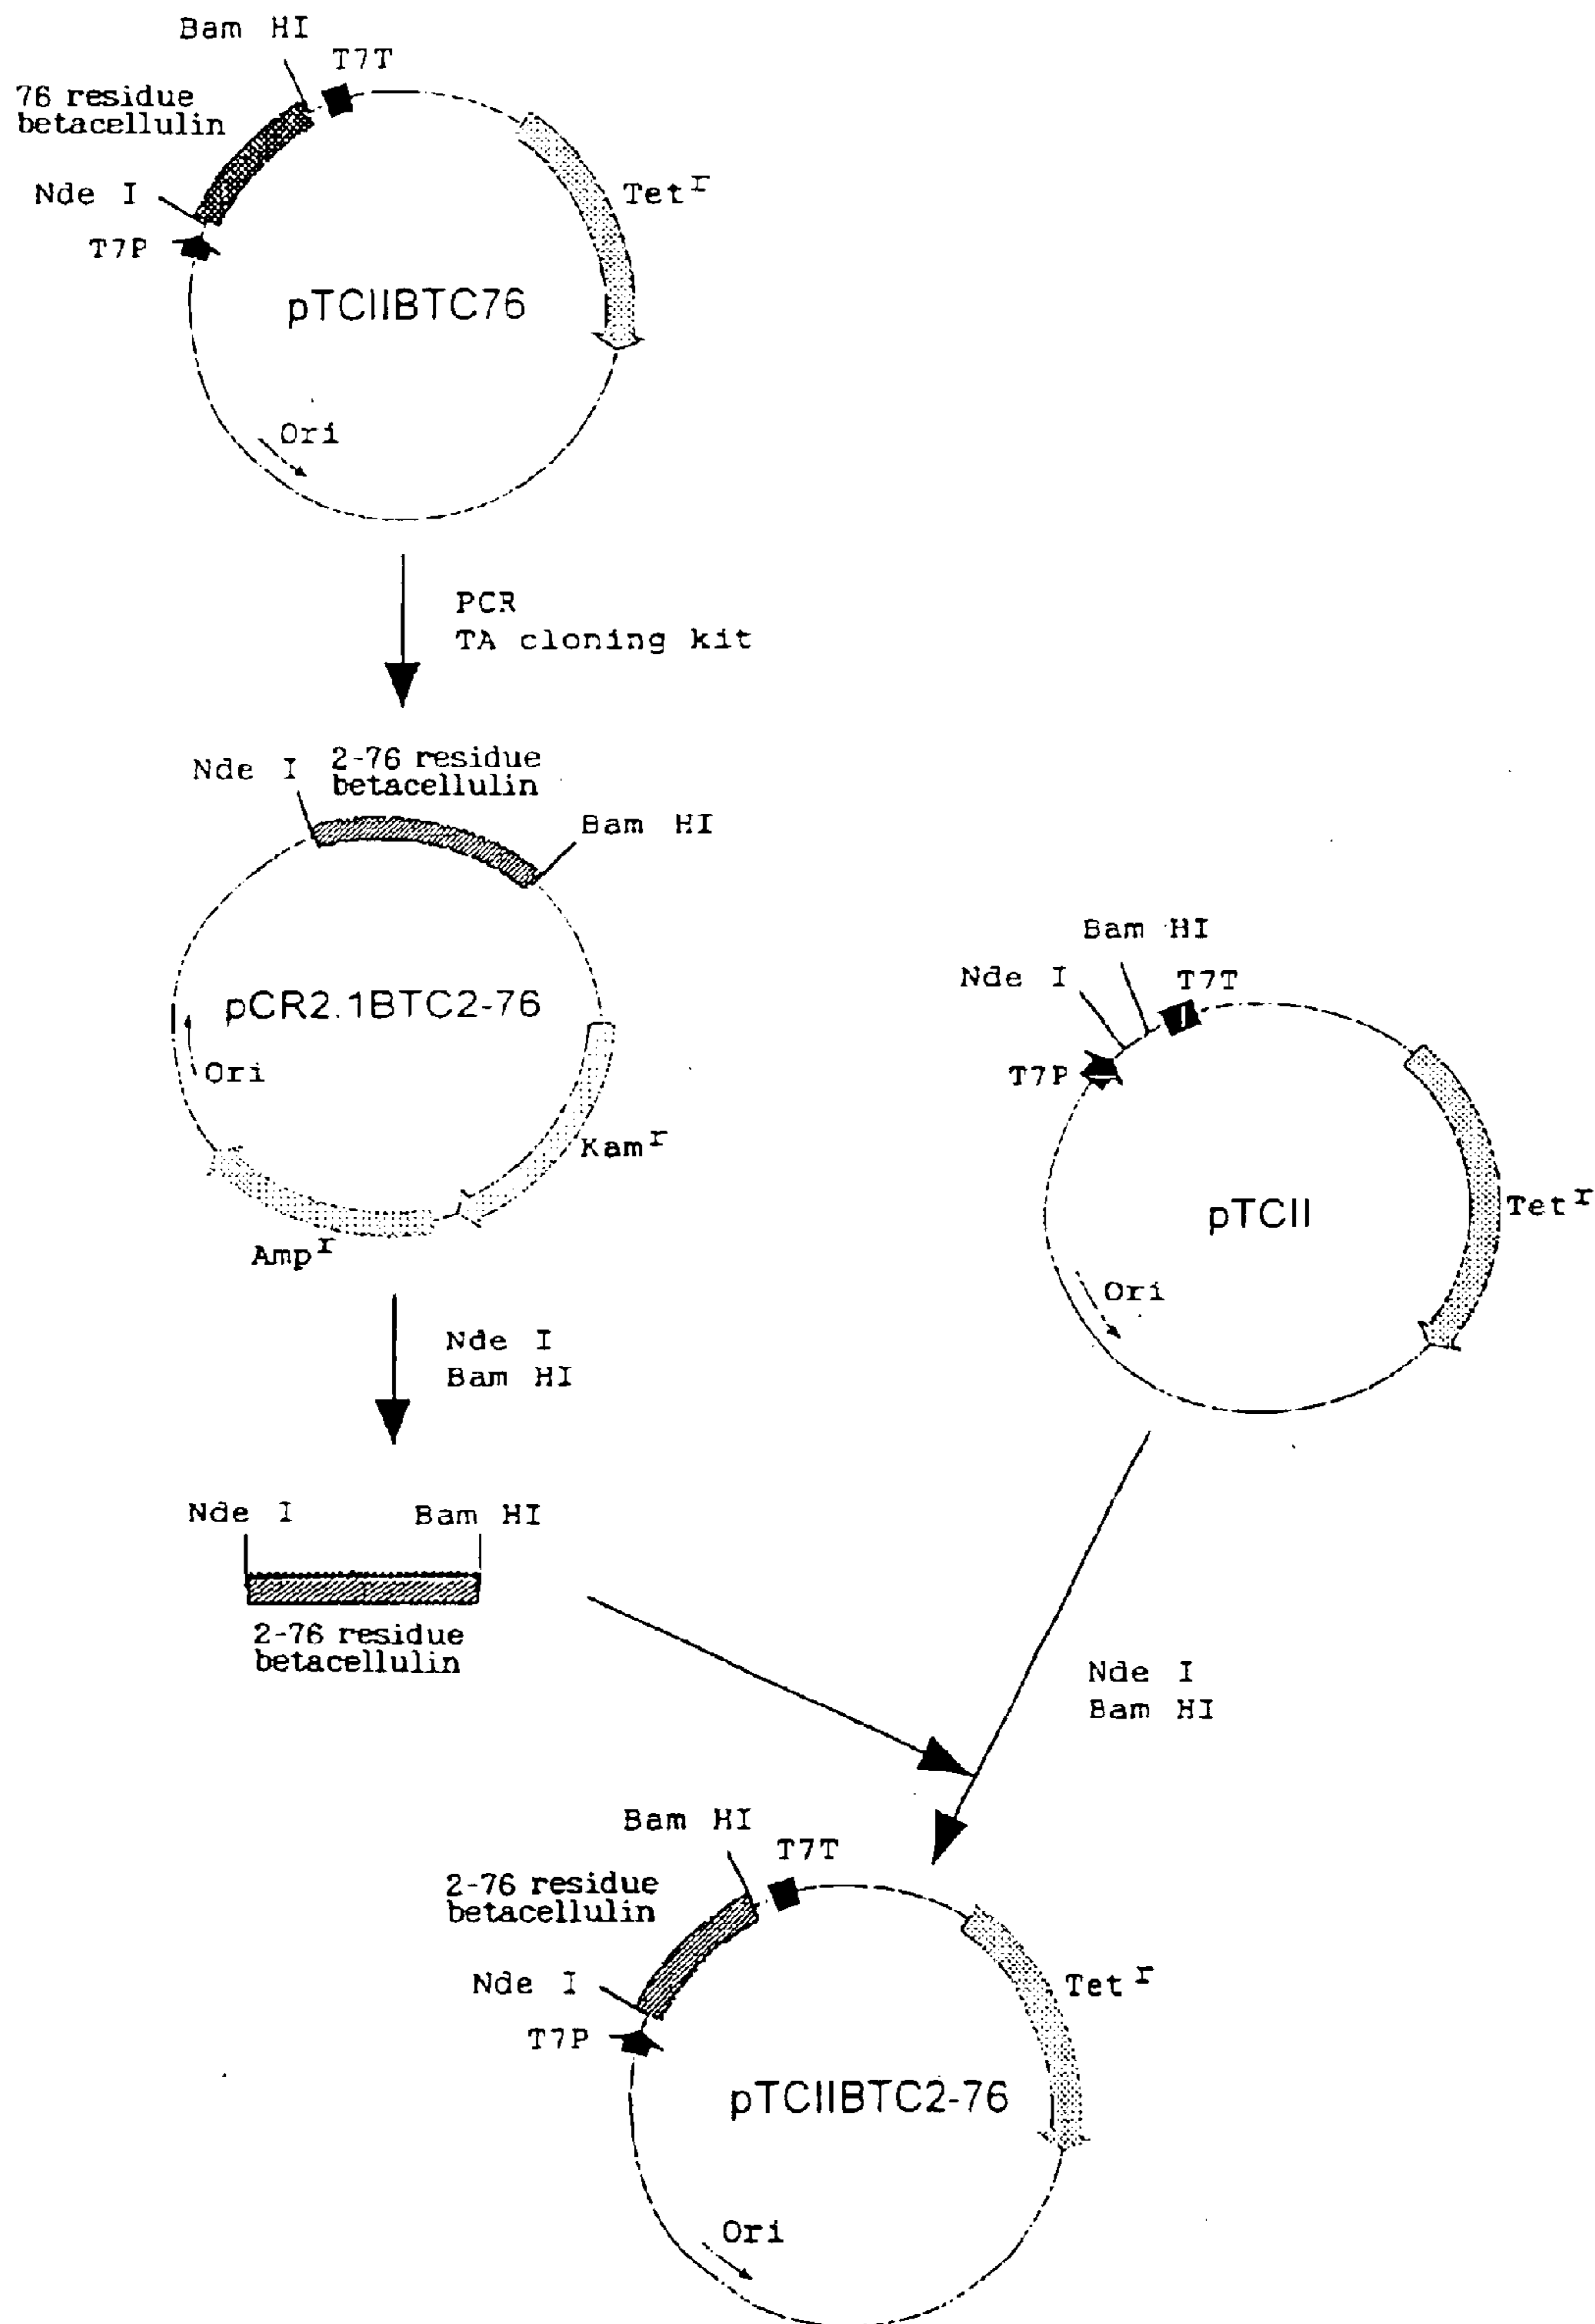 Bam HI
T7T
76 residue
betacellulin
Nde I
Tet r
T7P
pTCIIBTC76
Ori
PCR
TA cloning kit
2-76 residue
Nde I
betacellulin
Bam HI
pCR2.1BTC2-76
Ori
Kam r
Amp r
Bam HI
Nde I
T7T
T7P
Tet r
pTCII
Ori
Nde I
Bam HI
Nde I
Bam HI
2-76 residue
betacellulin
Nde I
Bam HI
Bam HI
T7T
2-76 residue
betacellulin
Nde I
Tet r
T7P
pTCIIBTC2-76
Ori